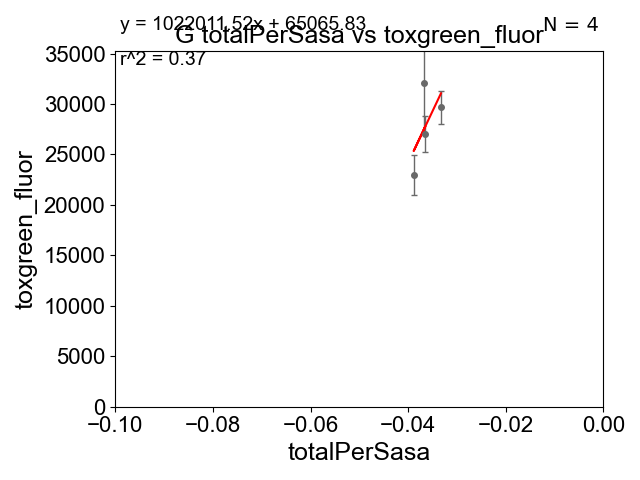 y = 1022011.52x + 65065.83
N = 4
G totalPerSasa vs toxgreen_fluor
r^2 = 0.37
35000
30000
25000
20000
15000
10000
5000
0
toxgreen_fluor
−0.10 −0.08 −0.06 −0.04 −0.02 0.00
totalPerSasa